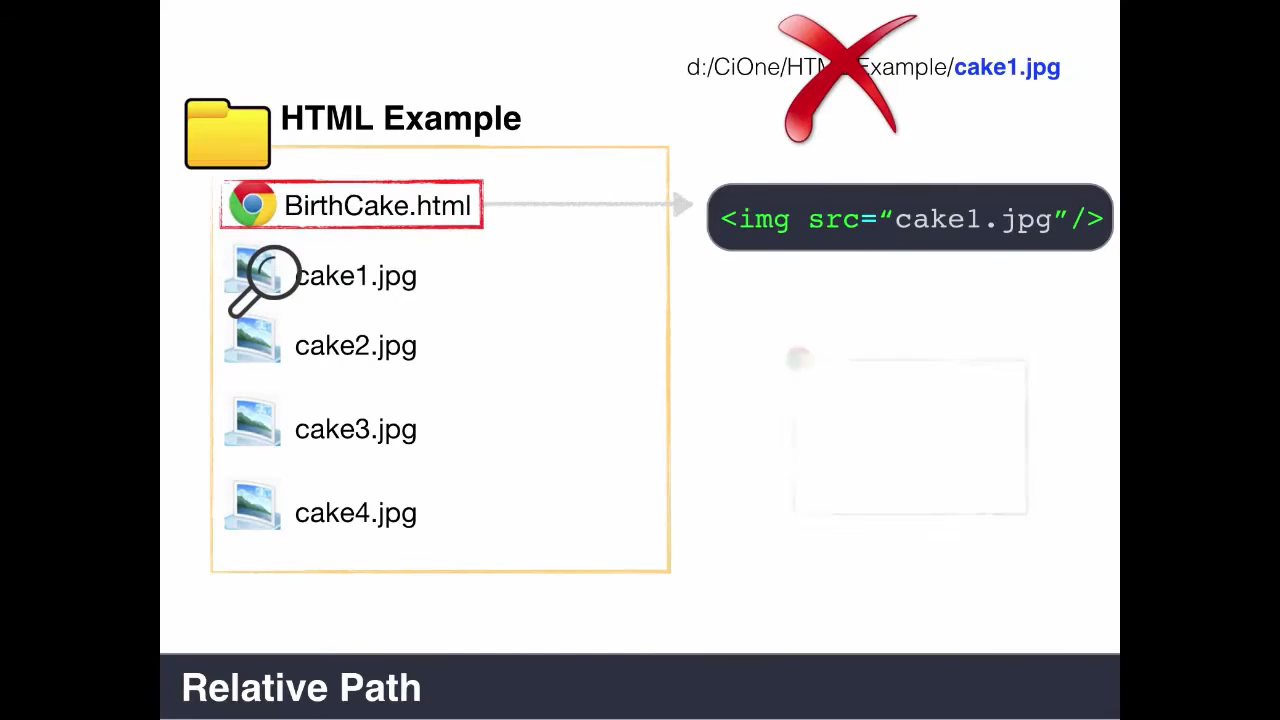 d:/CiOne/HTML Example/cake1.jpg
HTML Example
BirthCake.html
<img src=“cake1.jpg”/>
cake1.jpg
cake2.jpg
cake3.jpg
cake4.jpg
Relative Path